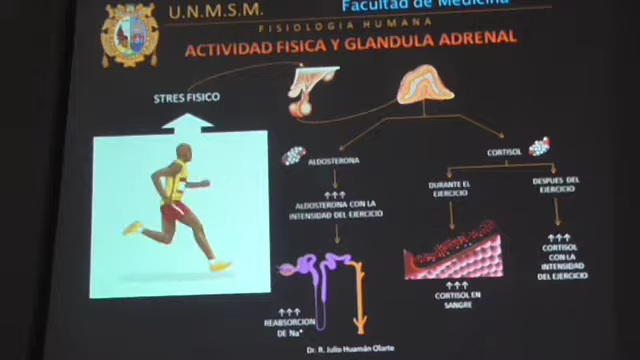 U.N.M.S.M.
Facultad de Medicina
FISIOLOGIA HUMANA
ACTIVIDAD FISICA Y GLANDULA ADRENAL
STRES FISICO
ALDOSTERONA
↑↑↑
ALDOSTERONA CON LA
INTENSIDAD DEL EJERCICIO
↑↑↑
REABSORCION
DE Na⁺
CORTISOL
DURANTE EL
EJERCICIO
↑↑↑
CORTISOL EN
SANGRE
DESPUES DEL
EJERCICIO
↑↑↑
CORTISOL
CON LA
INTENSIDAD
DEL EJERCICIO
Dr. R. Julio Huamán Olarte